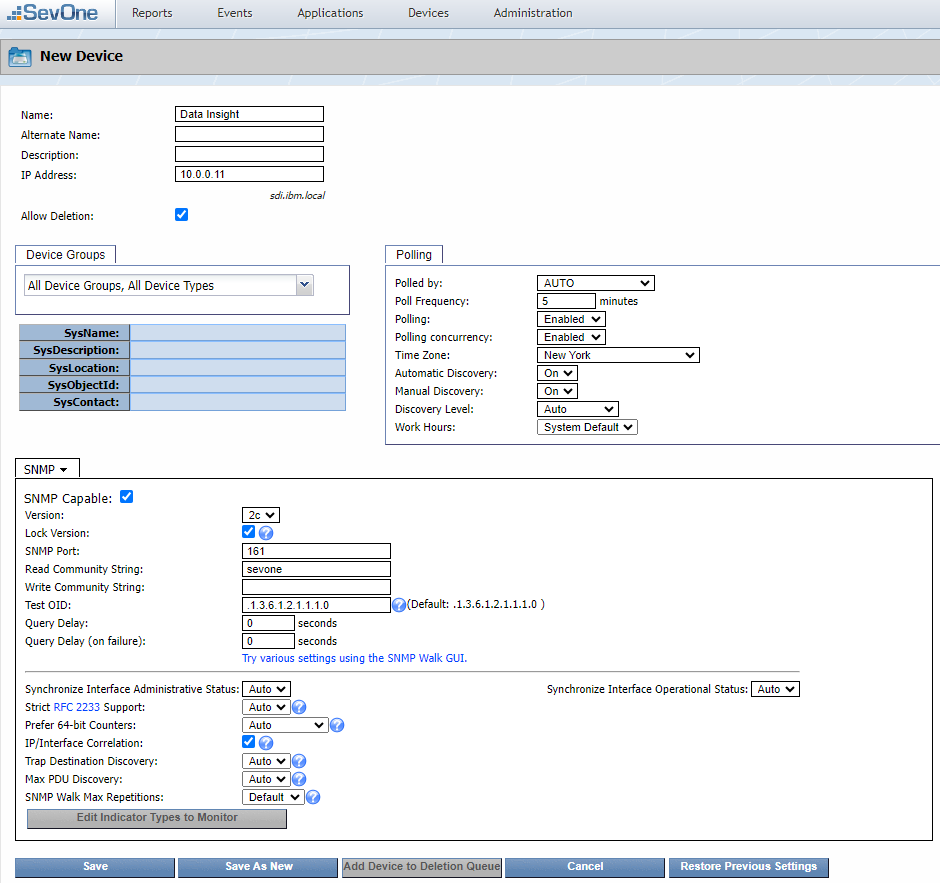 SevOne Reports Events Applications Devices Administration
New Device
Name: Data Insight
Alternate Name:
Description:
IP Address: 10.0.0.11
sdi.ibm.local
Allow Deletion:
Device Groups
All Device Groups, All Device Types
SysName:
SysDescription:
SysLocation:
SysObjectId:
SysContact:
Polling
Polled by: AUTO
Poll Frequency: 5 minutes
Polling: Enabled
Polling concurrency: Enabled
Time Zone: New York
Automatic Discovery: On
Manual Discovery: On
Discovery Level: Auto
Work Hours: System Default
SNMP
SNMP Capable:
Version: 2c
Lock Version: ?
SNMP Port: 161
Read Community String: sevone
Write Community String:
Test OID: .1.3.6.1.2.1.1.1.0 ? (Default: .1.3.6.1.2.1.1.1.0 )
Query Delay: 0 seconds
Query Delay (on failure): 0 seconds
Try various settings using the SNMP Walk GUI.
Synchronize Interface Administrative Status: Auto Synchronize Interface Operational Status: Auto
Strict RFC 2233 Support: Auto ?
Prefer 64-bit Counters: Auto ?
IP/Interface Correlation: ?
Trap Destination Discovery: Auto ?
Max PDU Discovery: Auto ?
SNMP Walk Max Repetitions: Default ?
Edit Indicator Types to Monitor
Save Save As New Add Device to Deletion Queue Cancel Restore Previous Settings